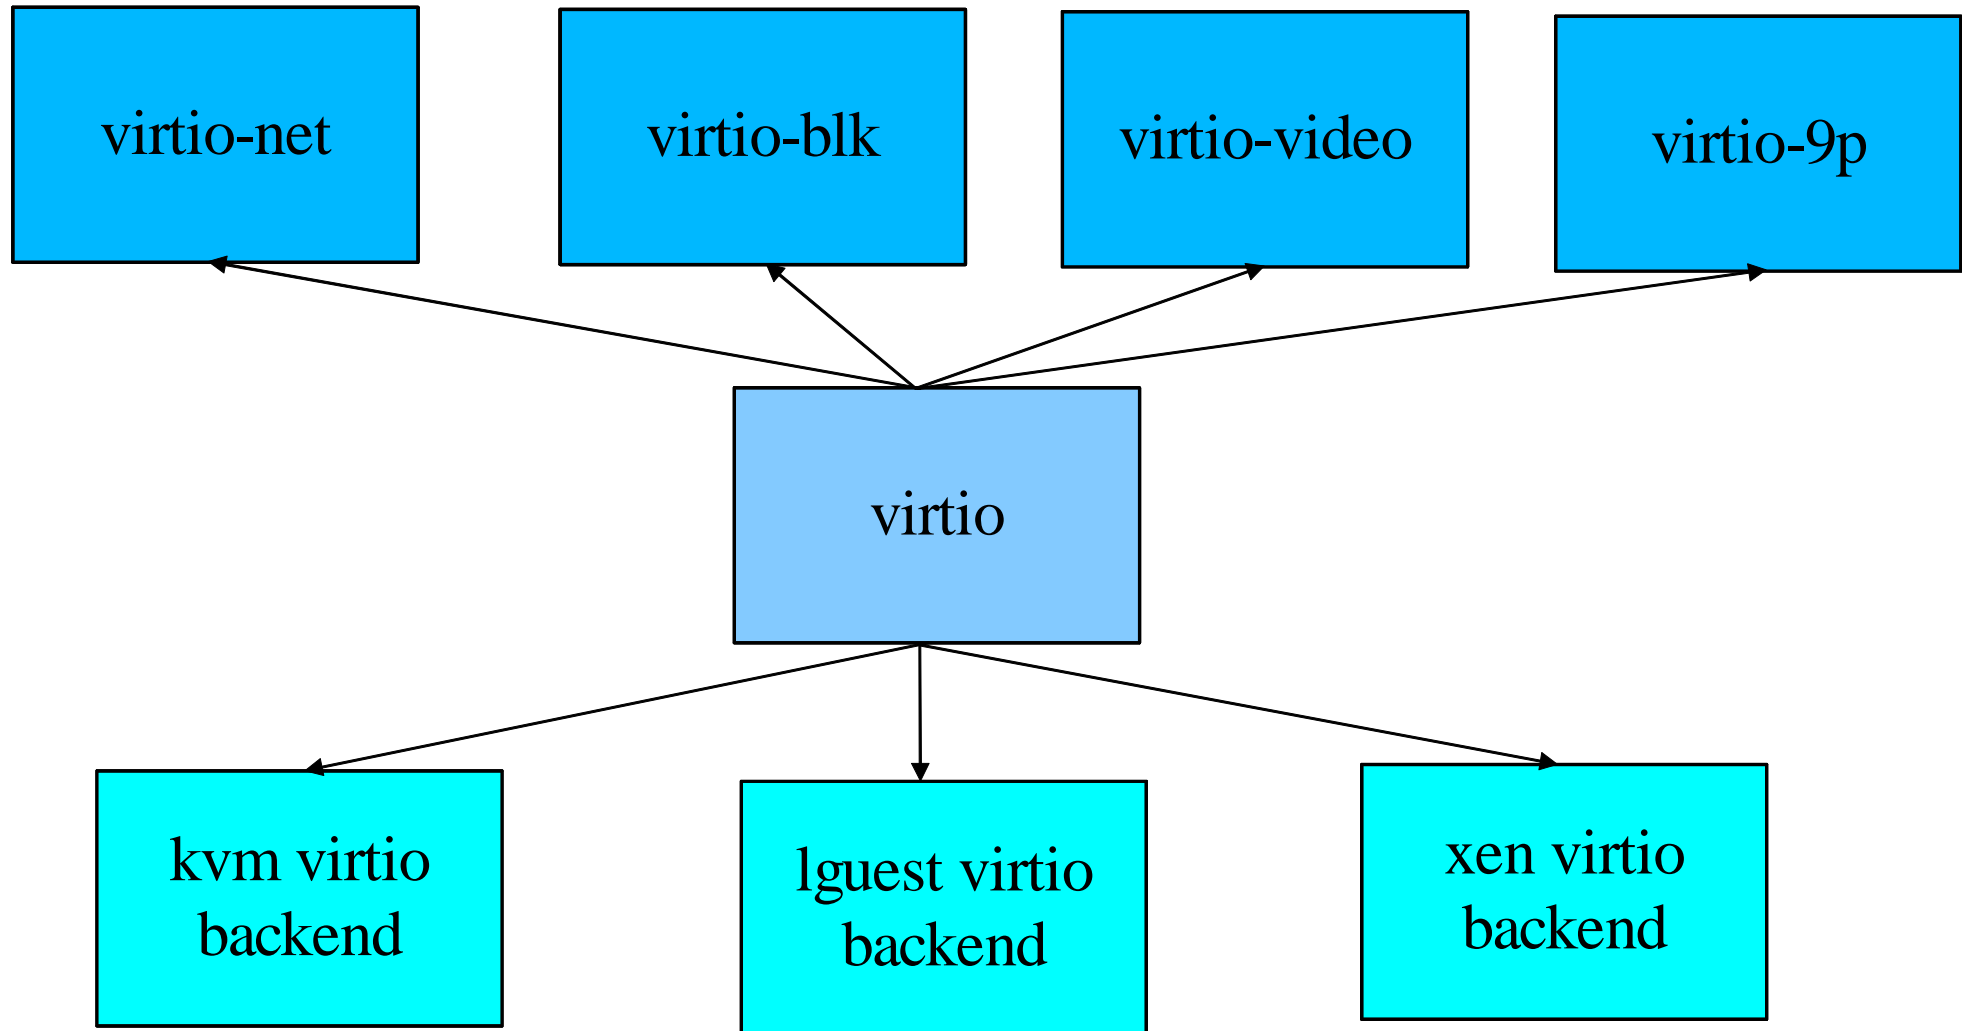 virtio-net
virtio-blk
virtio-video
virtio-9p
virtio
kvm virtio
backend
lguest virtio
backend
xen virtio
backend